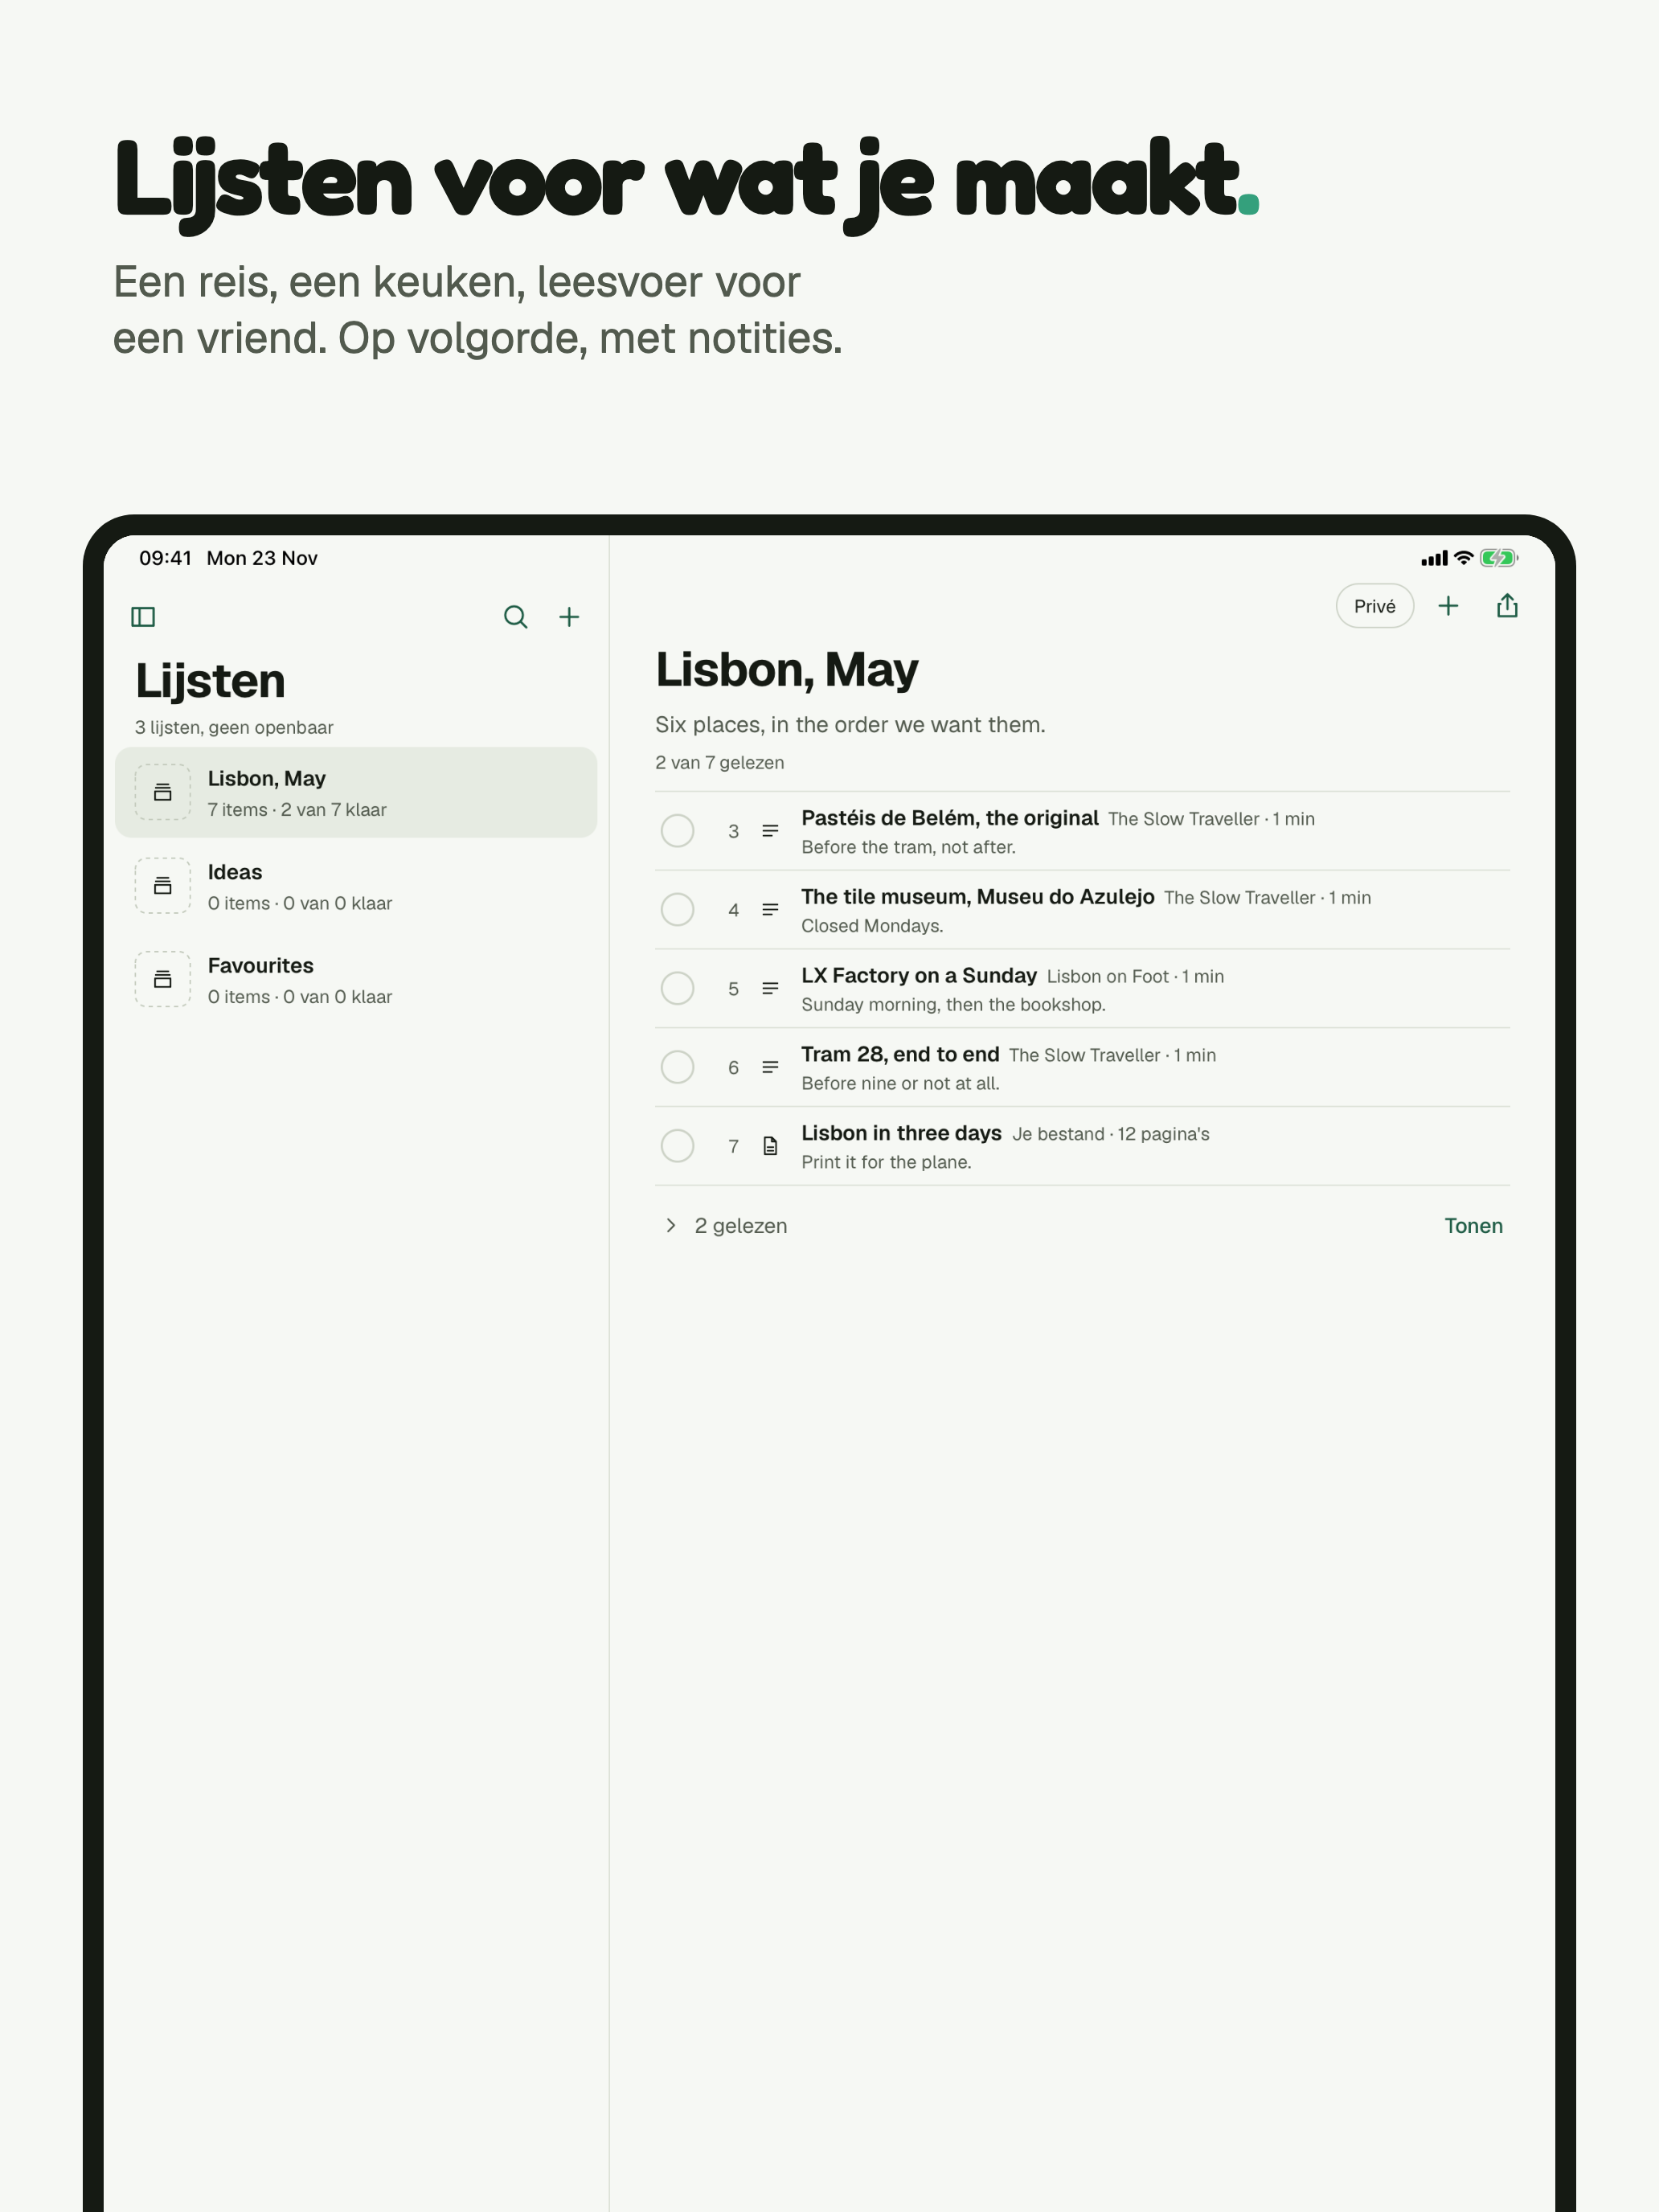 Lijsten voor wat je maakt.
Een reis, een keuken, leesvoer voor
een vriend. Op volgorde, met notities.
09:41 Mon 23 Nov
Lijsten
3 lijsten, geen openbaar
Lisbon, May
7 items · 2 van 7 klaar
Ideas
0 items · 0 van 0 klaar
Favourites
0 items · 0 van 0 klaar
Privé
Lisbon, May
Six places, in the order we want them.
2 van 7 gelezen
3 Pastéis de Belém, the original The Slow Traveller · 1 min
Before the tram, not after.
4 The tile museum, Museu do Azulejo The Slow Traveller · 1 min
Closed Mondays.
5 LX Factory on a Sunday Lisbon on Foot · 1 min
Sunday morning, then the bookshop.
6 Tram 28, end to end The Slow Traveller · 1 min
Before nine or not at all.
7 Lisbon in three days Je bestand · 12 pagina's
Print it for the plane.
2 gelezen Tonen